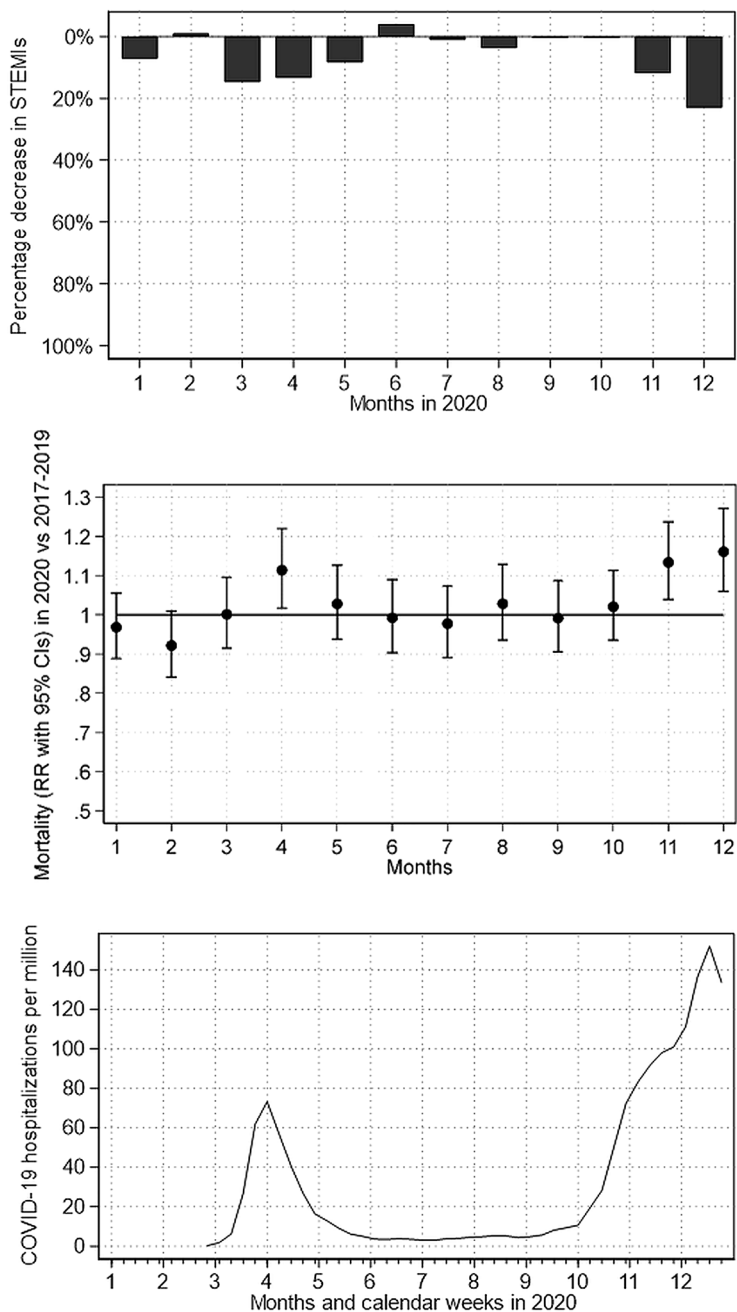 Percentage decrease in STEMIs
0%
20%
40%
60%
80%
100%
1 2 3 4 5 6 7 8 9 10 11 12
Months in 2020
Mortality (RR with 95% CIs) in 2020 vs 2017-2019
1.3
1.2
1.1
1
.9
.8
.7
.6
.5
1 2 3 4 5 6 7 8 9 10 11 12
Months
COVID-19 hospitalizations per million
140
120
100
80
60
40
20
0
1 2 3 4 5 6 7 8 9 10 11 12
Months and calendar weeks in 2020